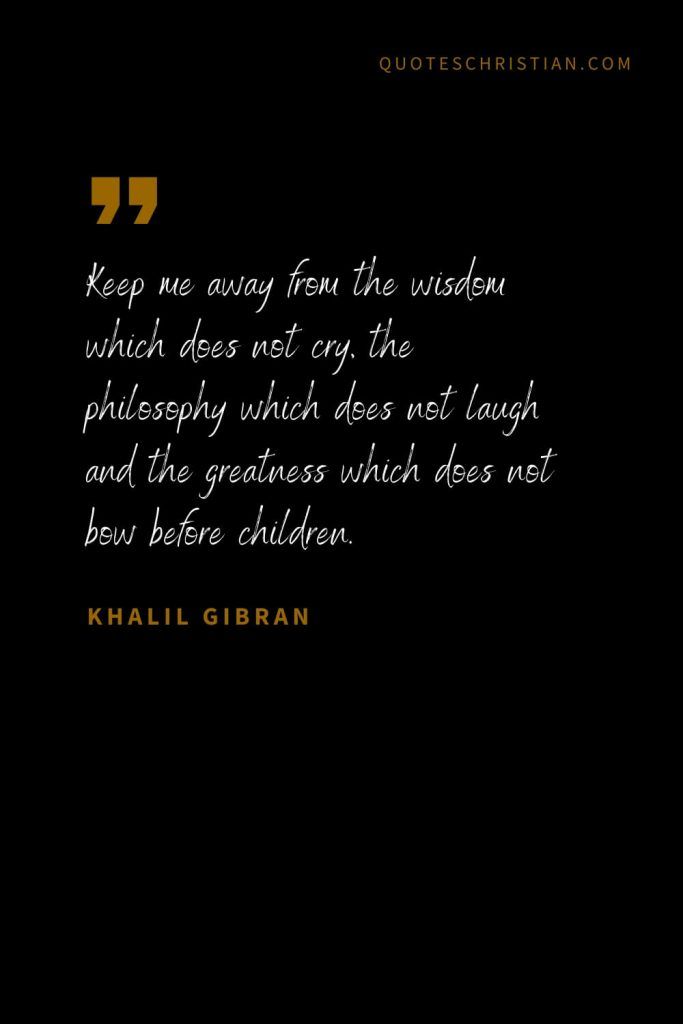 QUOTESCHRISTIAN.COM
”
Keep me away from the wisdom
which does not cry, the
philosophy which does not laugh
and the greatness which does not
bow before children.
KHALIL GIBRAN